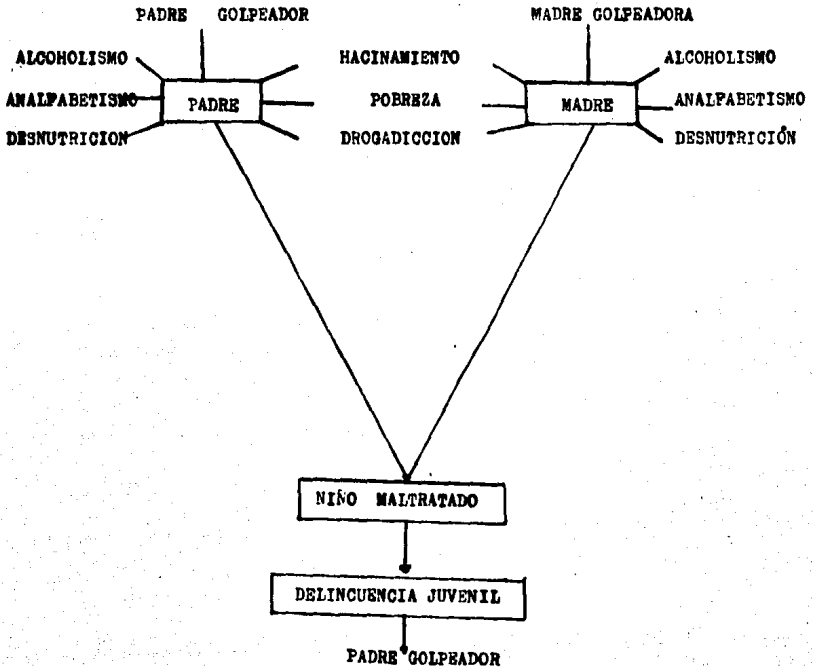 PADRE GOLPEADOR MADRE GOLPEADORA
ALCOHOLISMO HACINAMIENTO ALCOHOLISMO
ANALFABETISMO PADRE POBREZA MADRE ANALFABETISMO
DESNUTRICION DROGADICCION DESNUTRICIÓN
NIÑO MALTRATADO
DELINCUENCIA JUVENIL
PADRE GOLPEADOR